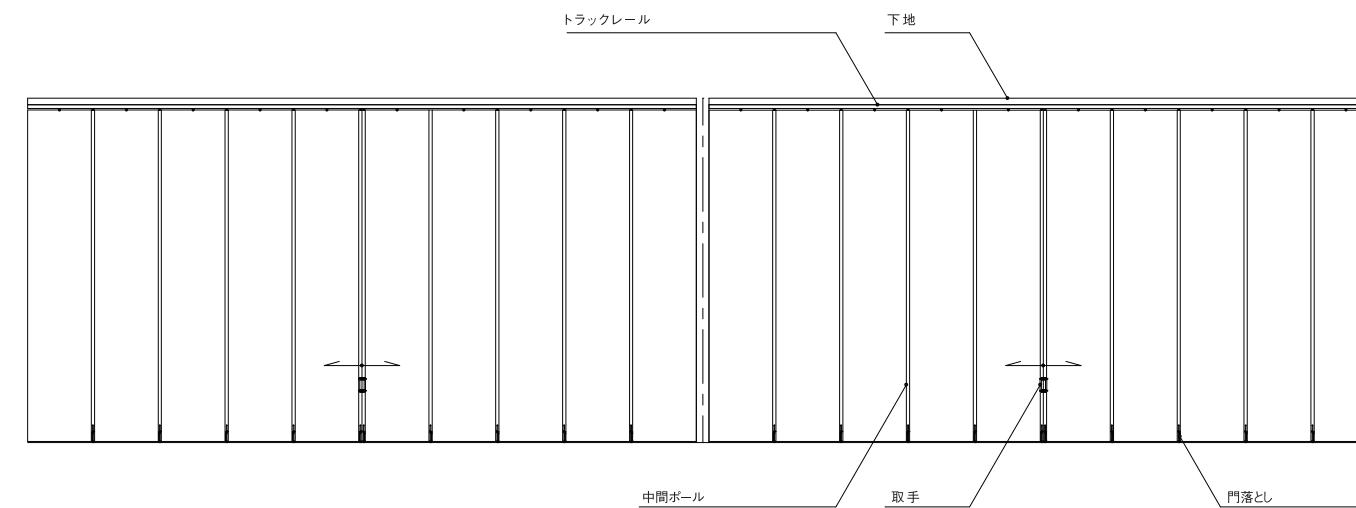 トラックレール
下地
中間ポール
取手
門落とし